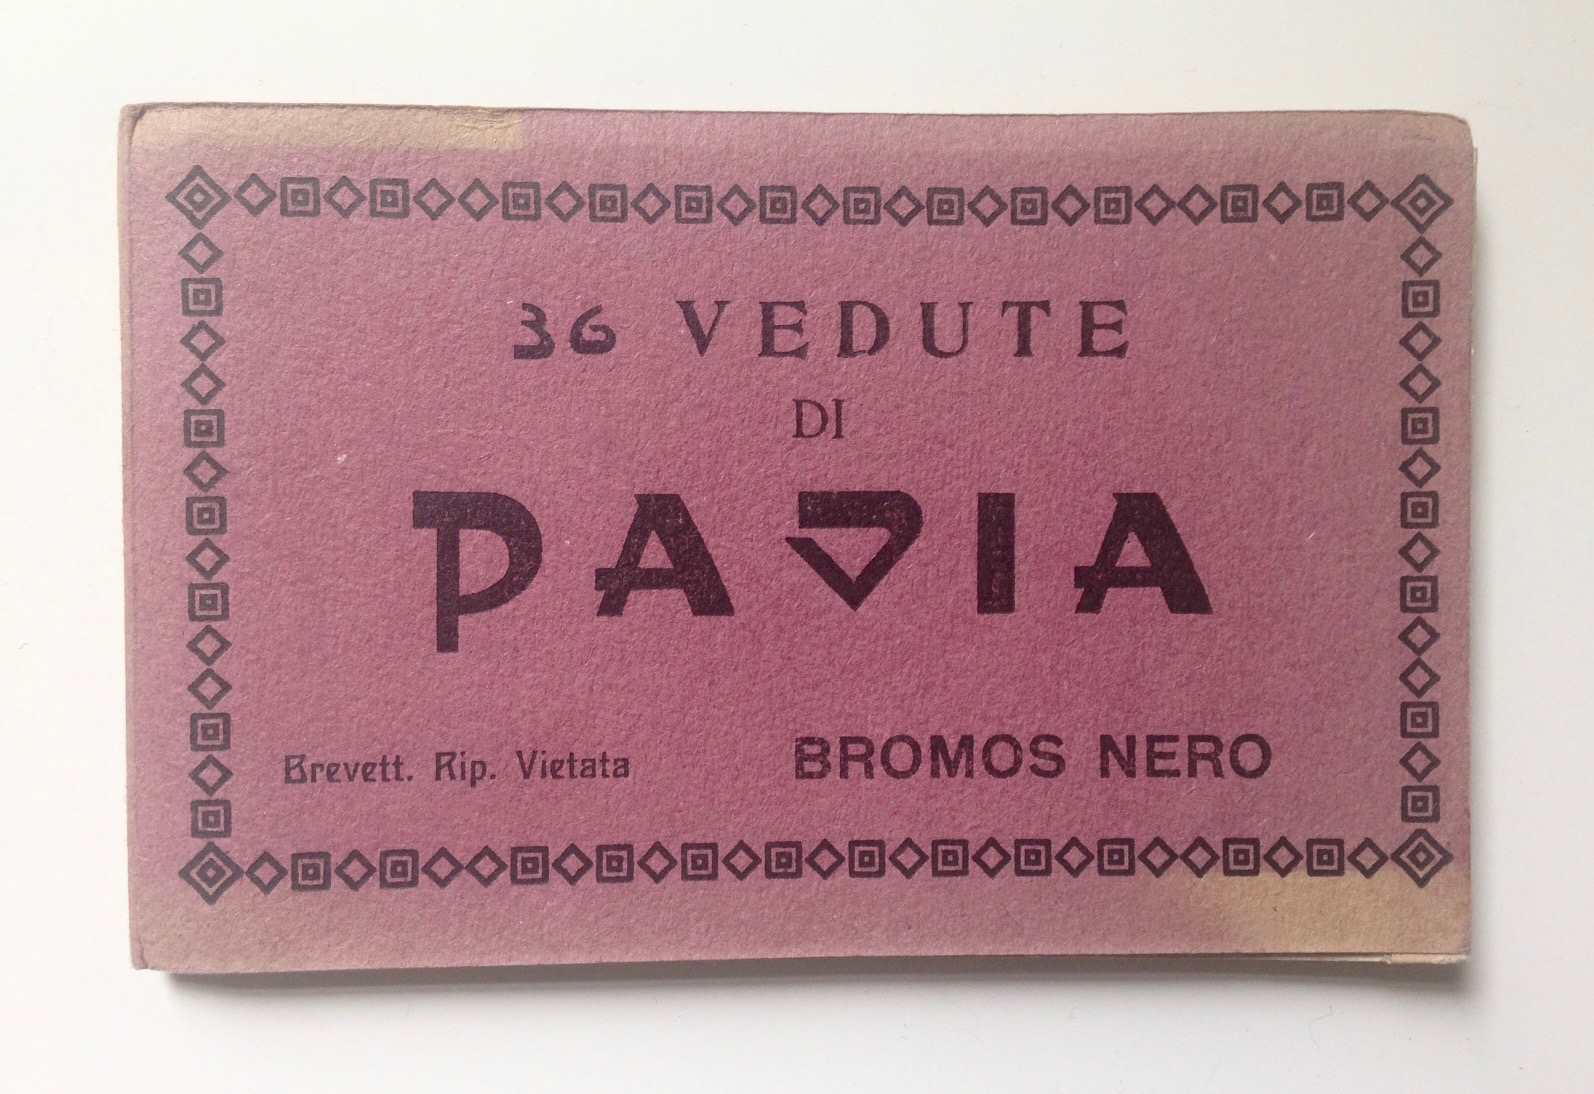 36 VEDUTE
DI
PAVIA
Brevett. Rip. Vietata
BROMOS NERO